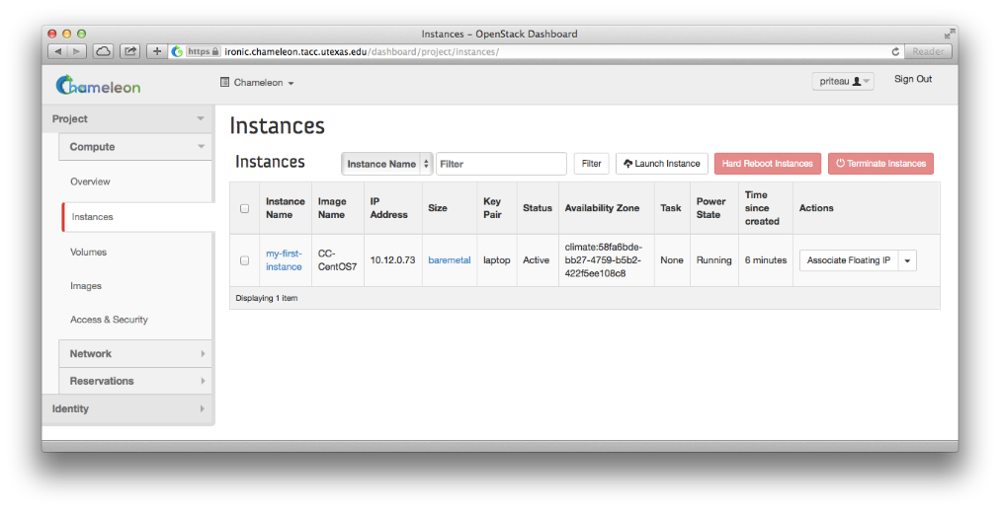 Instances – OpenStack Dashboard
https ironic.chameleon.tacc.utexas.edu/dashboard/project/instances/
Reader
Chameleon
Chameleon
priteau
Sign Out
Project
Compute
Overview
Instances
Volumes
Images
Access & Security
Network
Reservations
Identity
Instances
Instances
Instance Name
Filter
Filter
Launch Instance
Hard Reboot Instances
Terminate Instances
Instance Name
Image Name
IP Address
Size
Key Pair
Status
Availability Zone
Task
Power State
Time since created
Actions
my-first-
instance
CC-
CentOS7
10.12.0.73
baremetal
laptop
Active
climate:58fa6bde-
bb27-4759-b5b2-
422f5ee108c8
None
Running
6 minutes
Associate Floating IP
Displaying 1 item